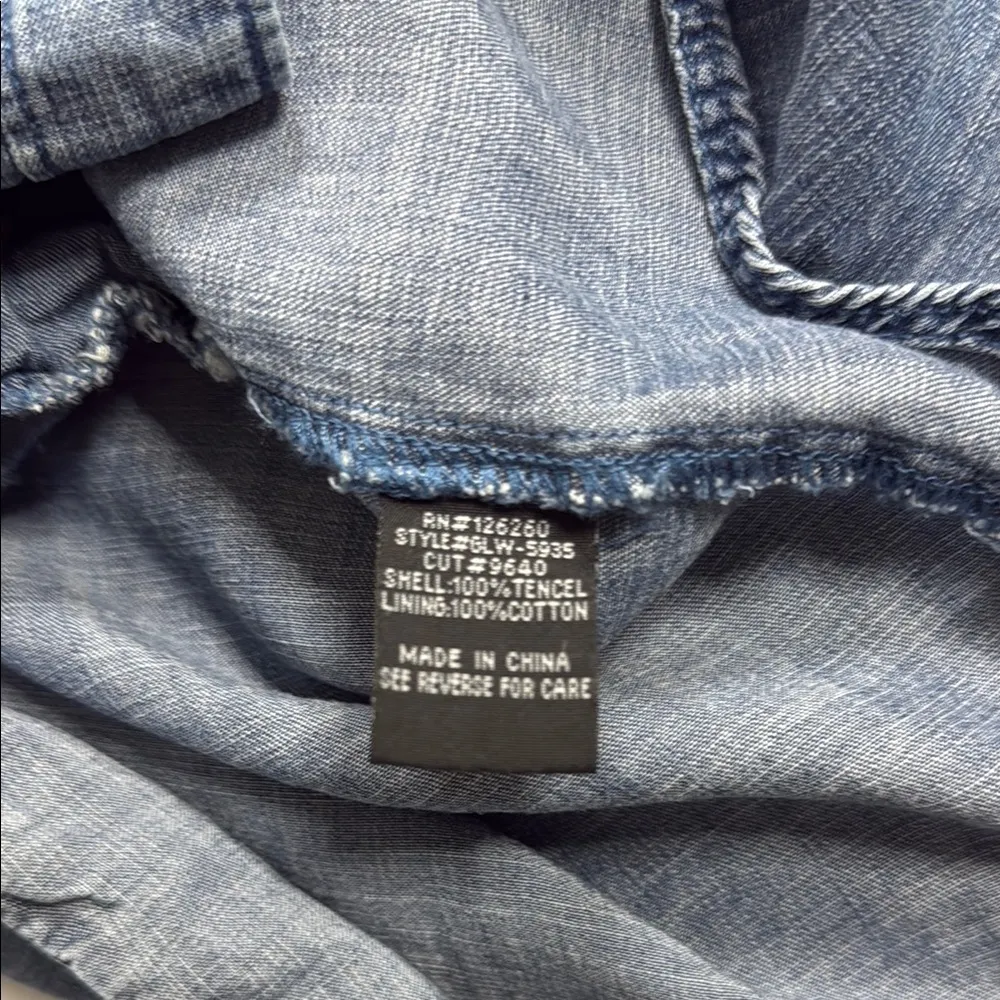 RN#126260
STYLE#GLW-5935
CUT#9640
SHELL:100%TENCEL
LINING:100%COTTON
MADE IN CHINA
SEE REVERSE FOR CARE